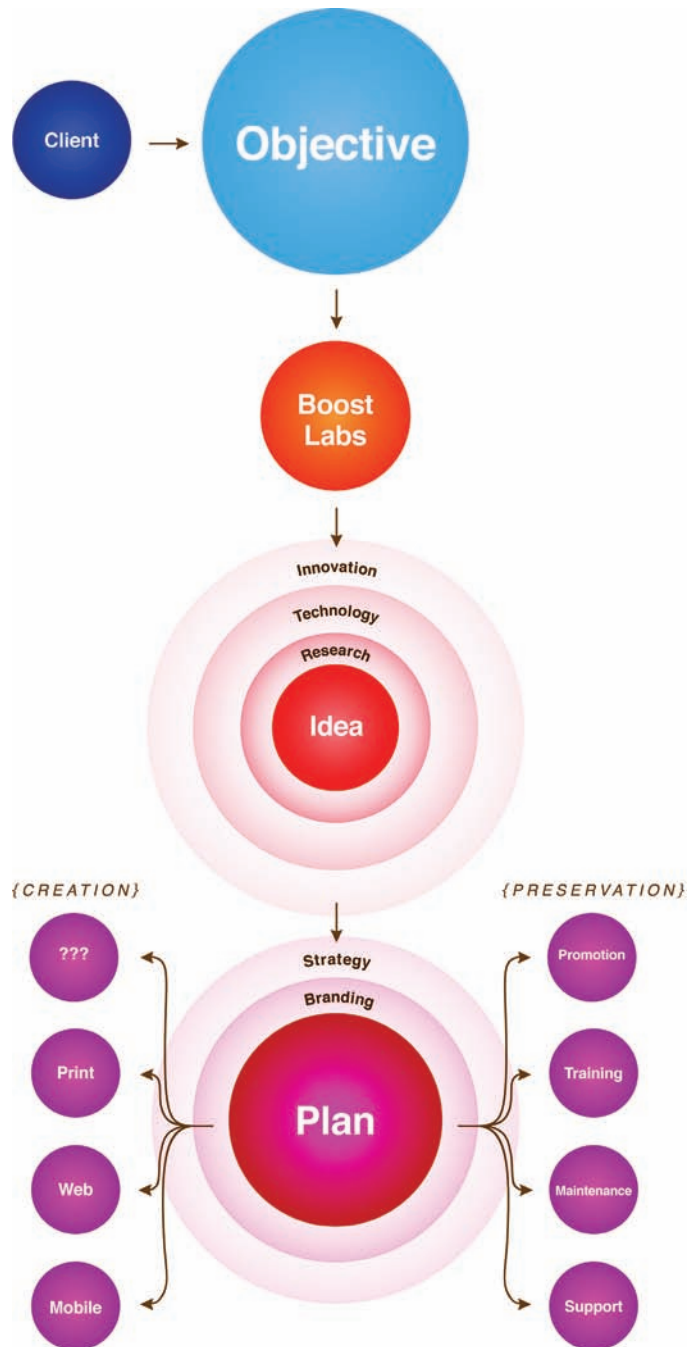 Client
Objective
Boost
Labs
Innovation
Technology
Research
Idea
{CREATION}
{PRESERVATION}
???
Strategy
Promotion
Branding
Print
Training
Plan
Web
Maintenance
Mobile
Support